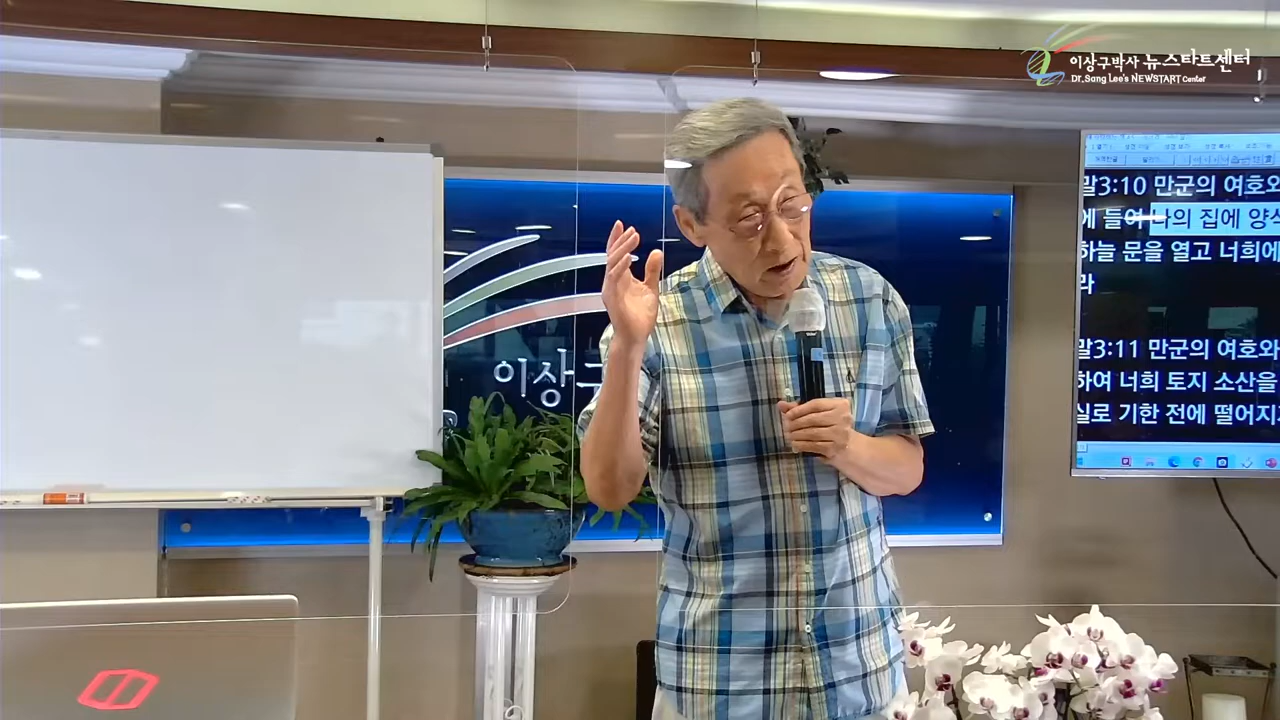 이상구박사 뉴스타트센터
Dr.Sang Lee's NEWSTART Center
말3:10 만군의 여호와
에 들어 나의 집에 양식
하늘 문을 열고 너희에
라
말3:11 만군의 여호와
하여 너희 토지 소산을
실로 기한 전에 떨어지
이상구